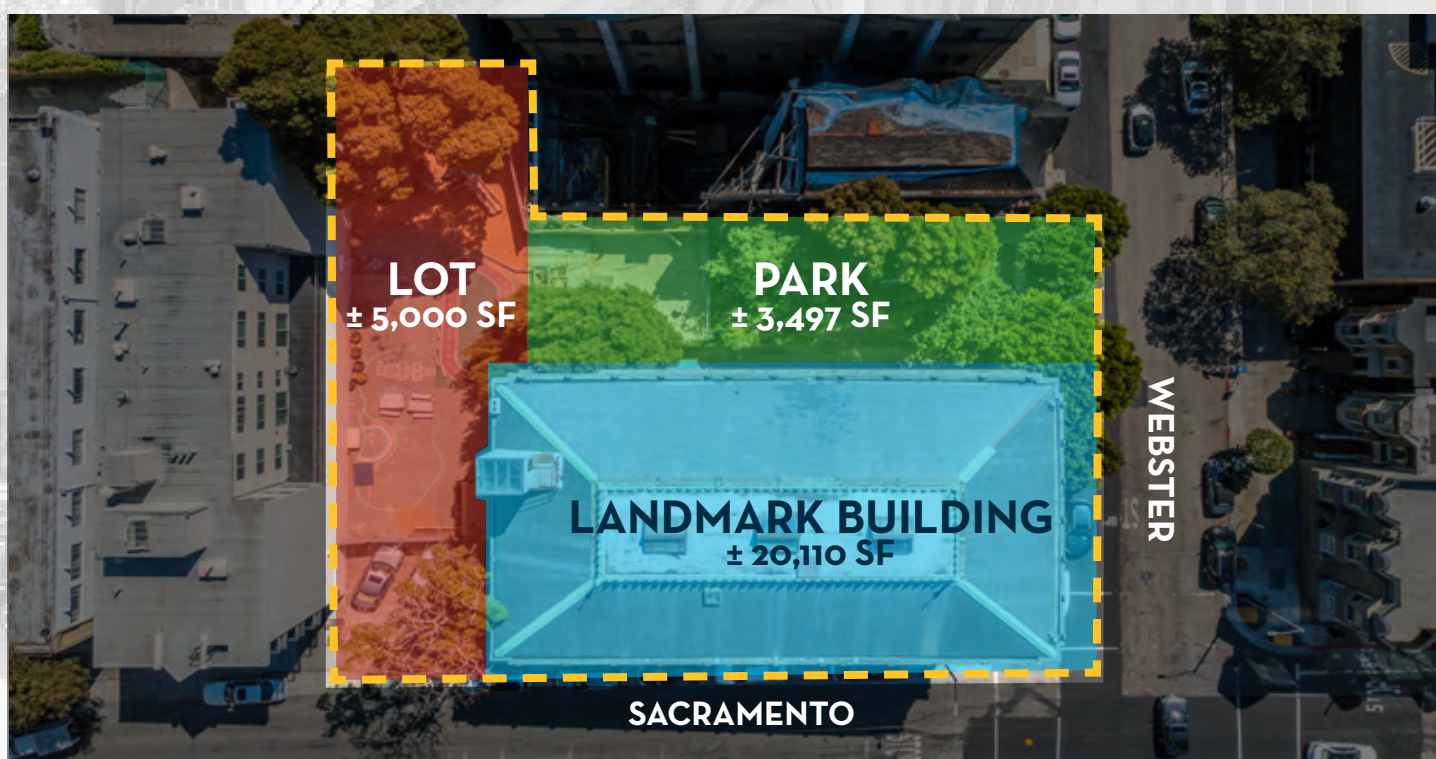 LOT
± 5,000 SF
PARK
± 3,497 SF
WEBSTER
LANDMARK BUILDING
± 20,110 SF
SACRAMENTO